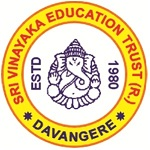 SRI VINAYAKA EDUCATION TRUST (R.,)
ESTD
1980
* DAVANGERE *